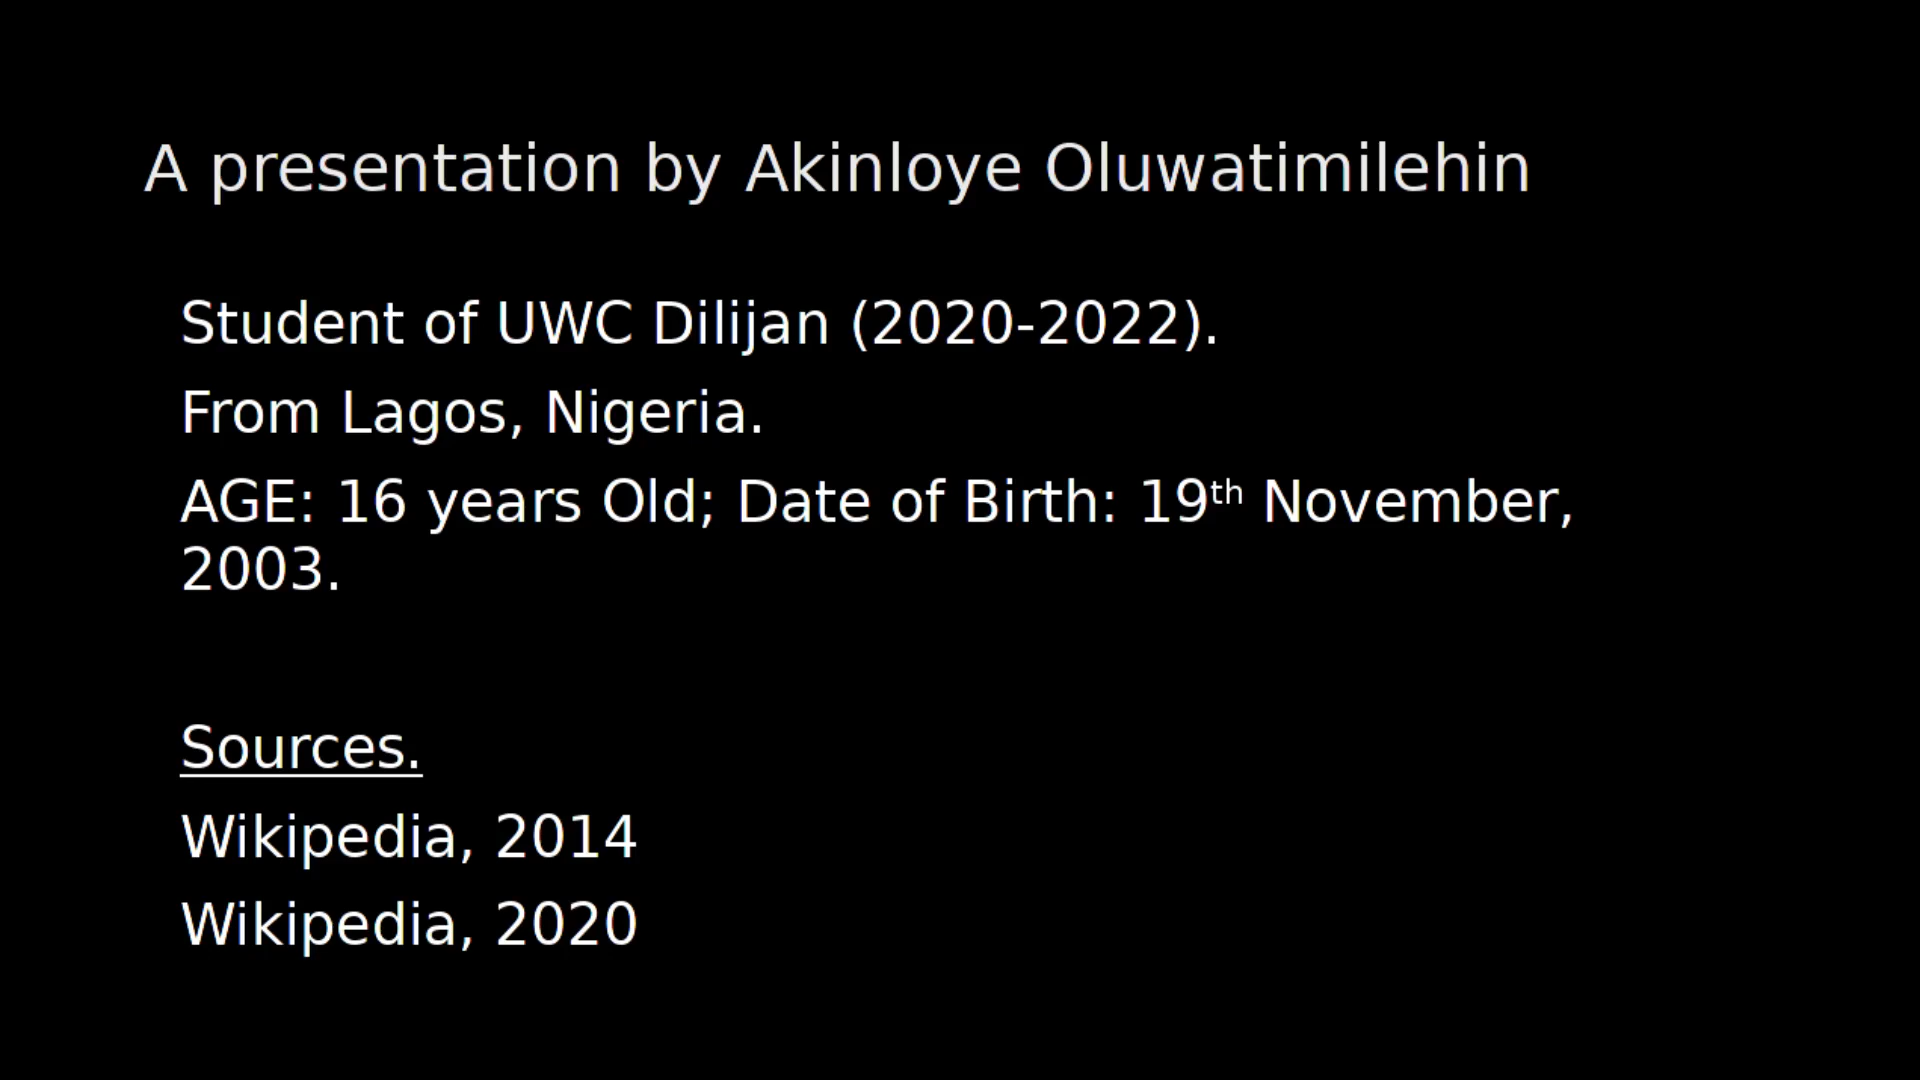 A presentation by Akinloye Oluwatimilehin
Student of UWC Dilijan (2020-2022).
From Lagos, Nigeria.
AGE: 16 years Old; Date of Birth: 19th November,
2003.
Sources.
Wikipedia, 2014
Wikipedia, 2020